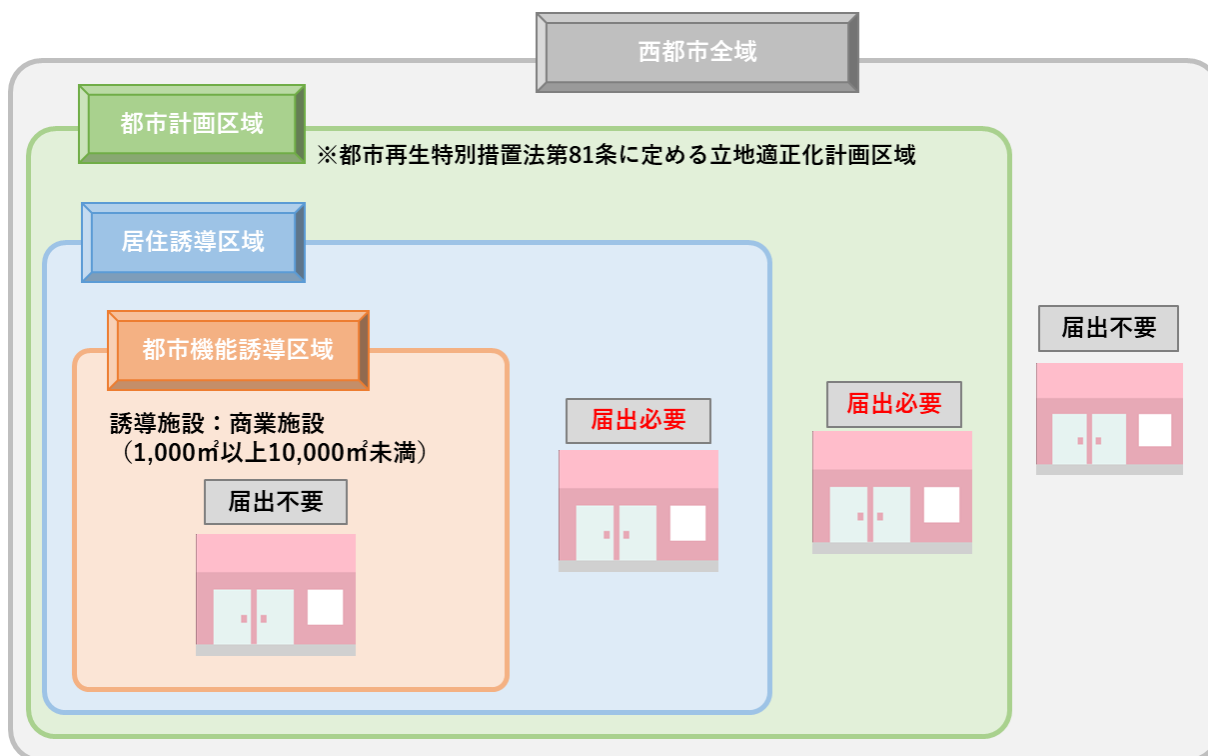 西都市全域
都市計画区域
※都市再生特別措置法第81条に定める立地適正化計画区域
居住誘導区域
都市機能誘導区域
誘導施設：商業施設
（1,000㎡以上10,000㎡未満）
届出不要
届出必要
届出必要
届出不要